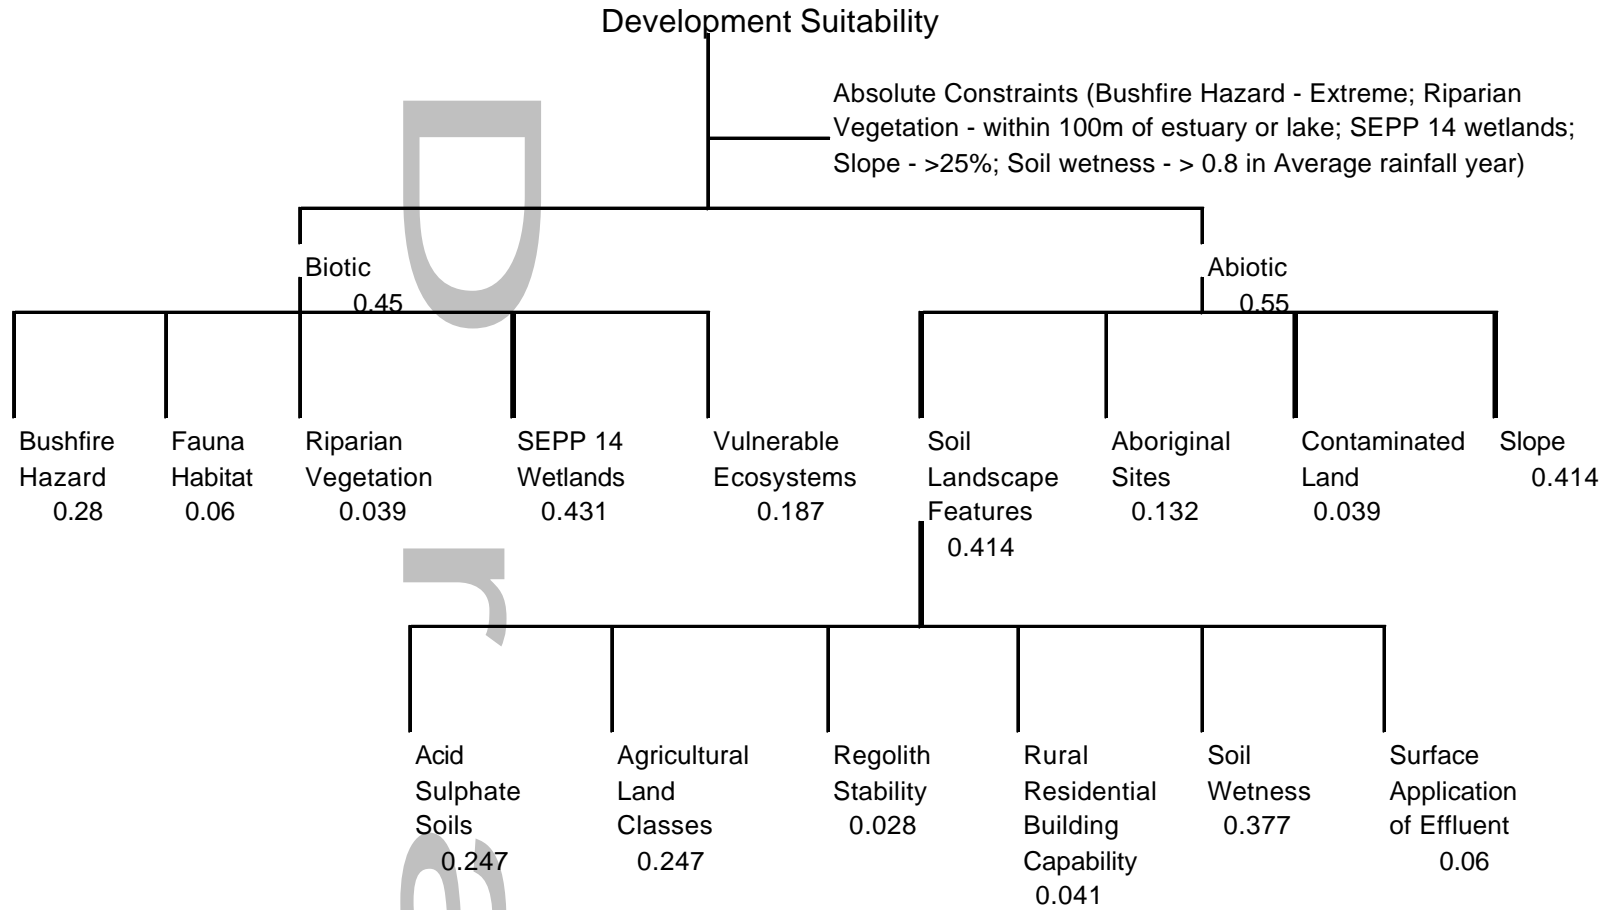 Development Suitability
Absolute Constraints (Bushfire Hazard - Extreme; Riparian
Vegetation - within 100m of estuary or lake; SEPP 14 wetlands;
Slope - >25%; Soil wetness - > 0.8 in Average rainfall year)
Biotic
0.45
Abiotic
0.55
Bushfire
Hazard
0.28
Fauna
Habitat
0.06
Riparian
Vegetation
0.039
SEPP 14
Wetlands
0.431
Vulnerable
Ecosystems
0.187
Soil
Landscape
Features
0.414
Aboriginal
Sites
0.132
Contaminated
Land
0.039
Slope
0.414
Acid
Sulphate
Soils
0.247
Agricultural
Land
Classes
0.247
Regolith
Stability
0.028
Rural
Residential
Building
Capability
0.041
Soil
Wetness
0.377
Surface
Application
of Effluent
0.06